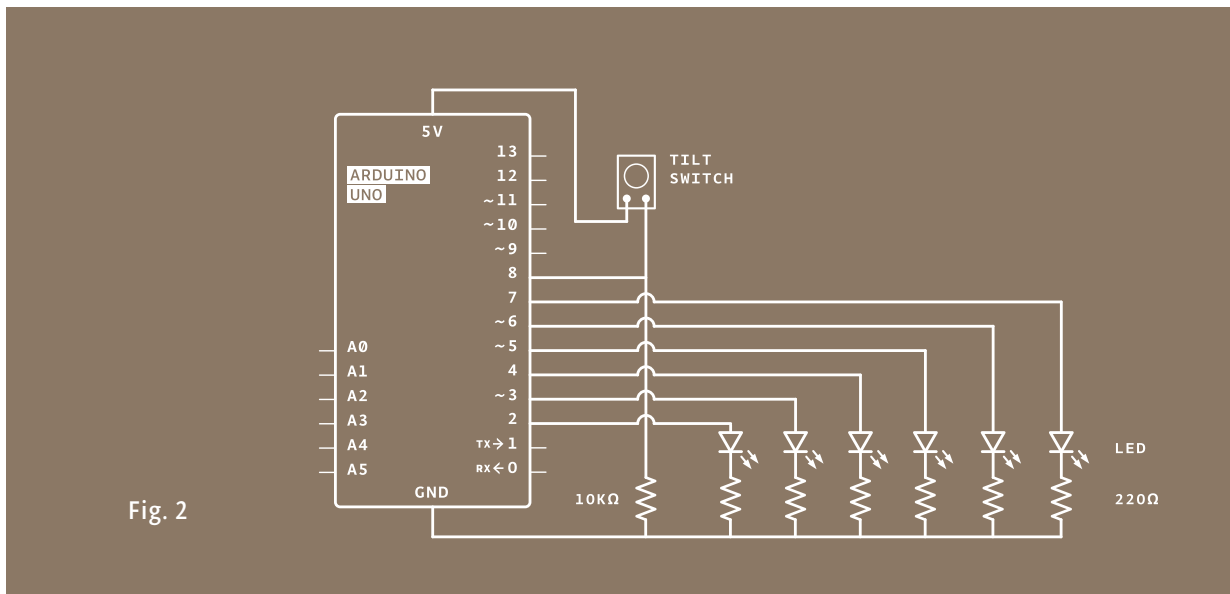 5V
ARDUINO
UNO
13
12
~11
~10
~9
8
7
~6
~5
4
~3
2
TX→1
RX←0
A0
A1
A2
A3
A4
A5
GND
TILT
SWITCH
10KΩ
LED
220Ω
Fig. 2